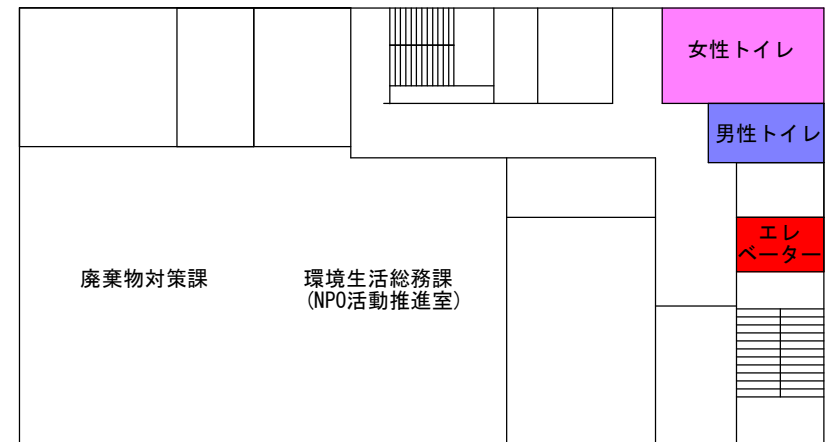 女性トイレ
男性トイレ
エレ
ベーター
廃棄物対策課
環境生活総務課
(NPO活動推進室)